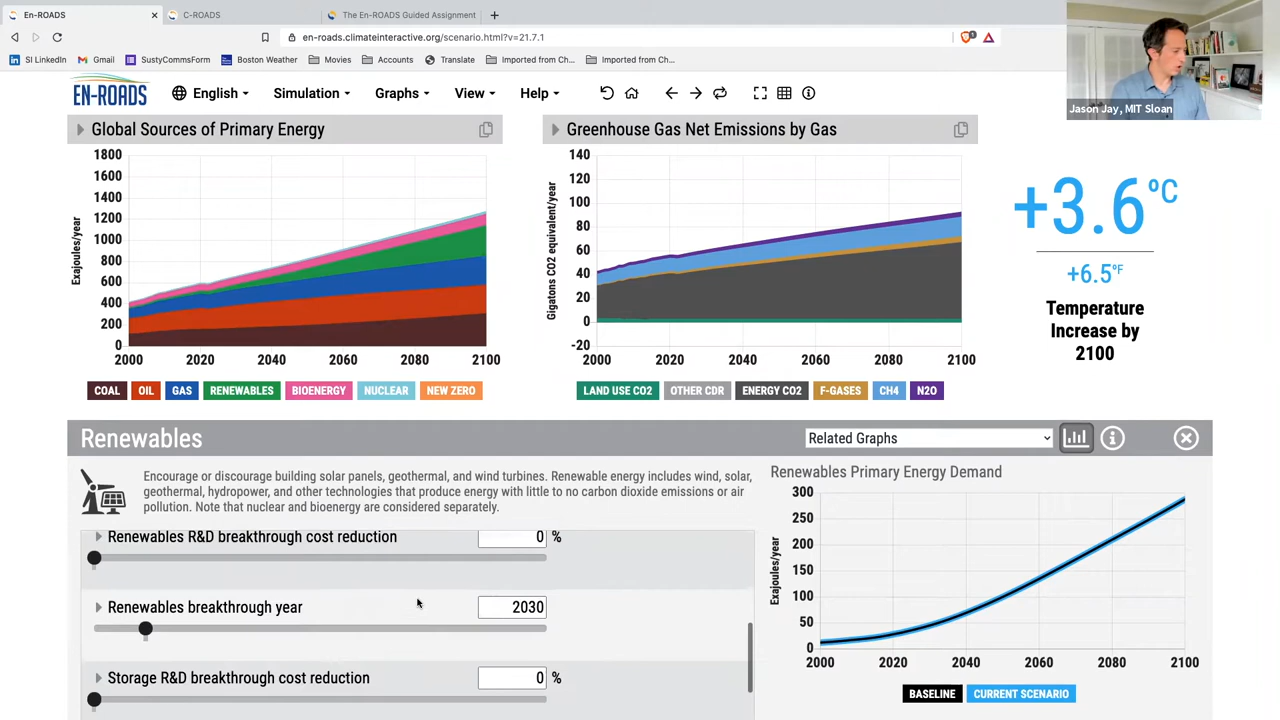 En-ROADS
C-ROADS
The En-ROADS Guided Assignment
en-roads.climateinteractive.org/scenario.html?v=21.7.1
SI LinkedIn
Gmail
SustyCommsForm
Boston Weather
Movies
Accounts
Translate
Imported from Ch...
Imported from Ch...
Jason Jay, MIT Sloan
EN-ROADS
English
Simulation
Graphs
View
Help
Global Sources of Primary Energy
1800
1600
1400
1200
1000
800
600
400
200
0
Exajoules/year
2000
2020
2040
2060
2080
2100
COAL
OIL
GAS
RENEWABLES
BIOENERGY
NUCLEAR
NEW ZERO
Greenhouse Gas Net Emissions by Gas
140
120
100
80
60
40
20
0
-20
Gigatons CO2 equivalent/year
2000
2020
2040
2060
2080
2100
LAND USE CO2
OTHER CDR
ENERGY CO2
F-GASES
CH4
N2O
+3.6°C
+6.5°F
Temperature
Increase by
2100
Renewables
Related Graphs
Encourage or discourage building solar panels, geothermal, and wind turbines. Renewable energy includes wind, solar,
geothermal, hydropower, and other technologies that produce energy with little to no carbon dioxide emissions or air
pollution. Note that nuclear and bioenergy are considered separately.
Renewables R&D breakthrough cost reduction
0 %
Renewables breakthrough year
2030
Storage R&D breakthrough cost reduction
0 %
Renewables Primary Energy Demand
300
250
200
150
100
50
0
Exajoules/year
2000
2020
2040
2060
2080
2100
BASELINE
CURRENT SCENARIO